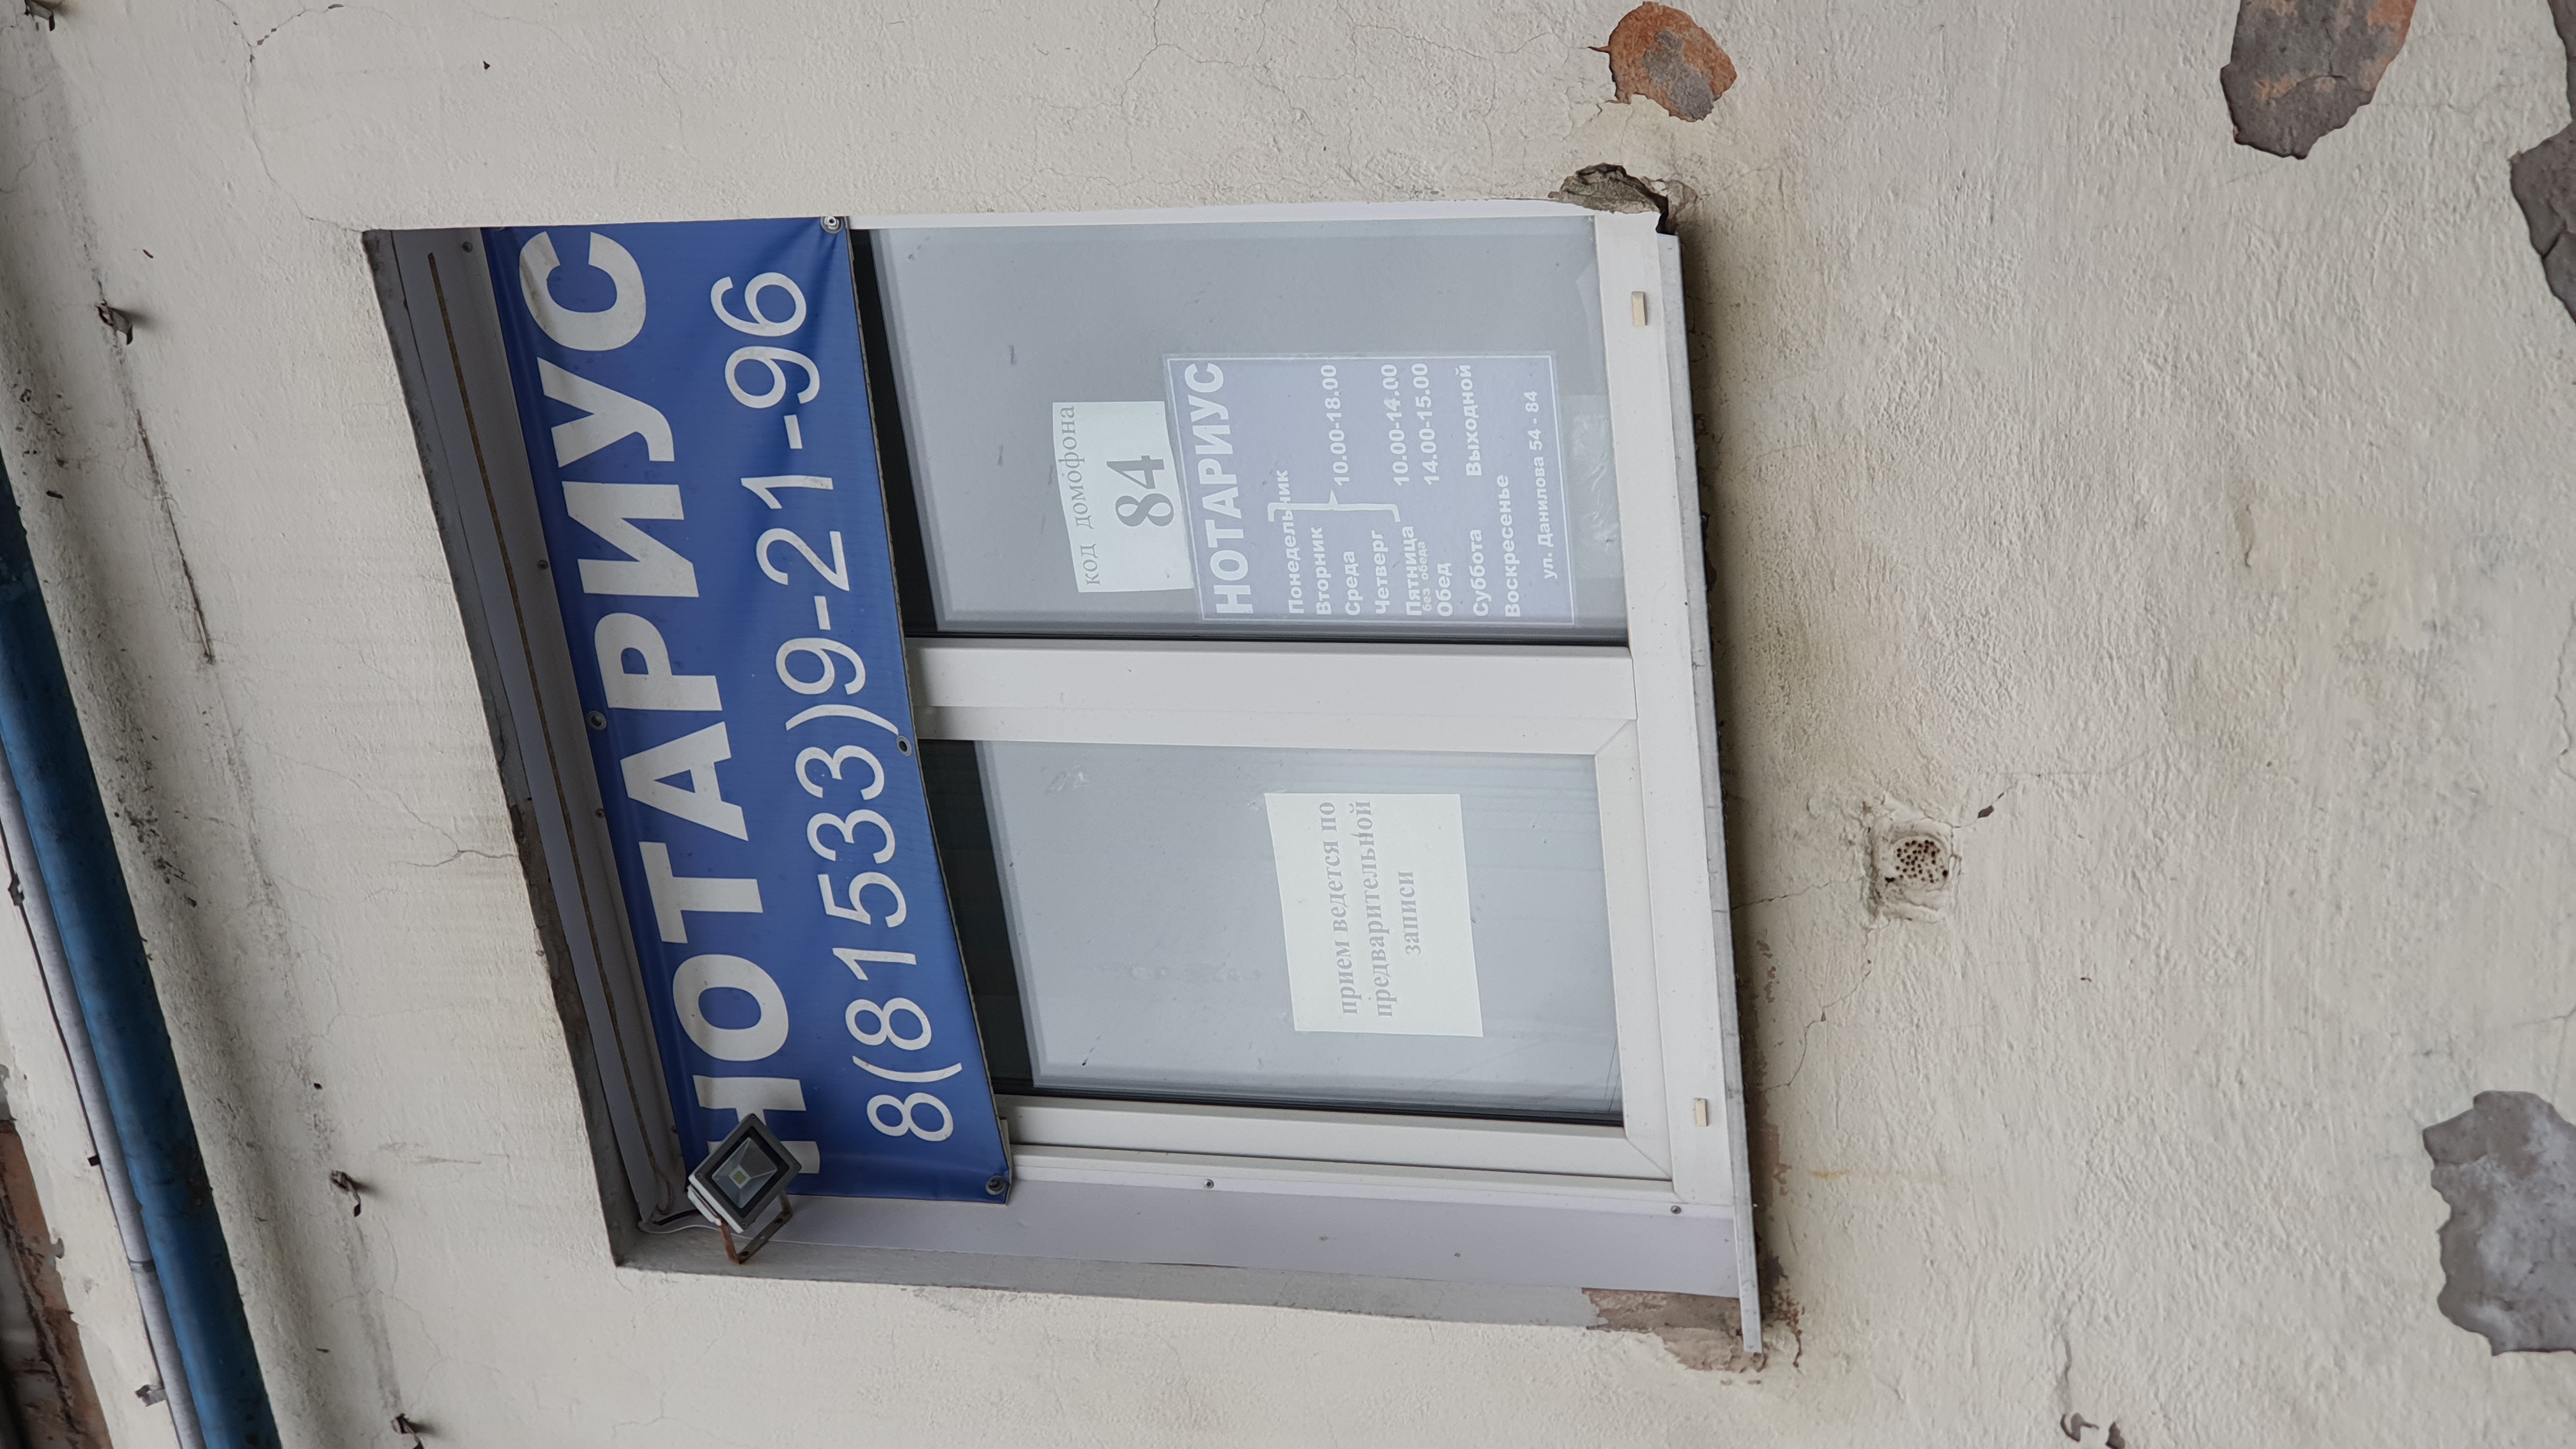 НОТАРИУС
8(81533)9-21-96
прием ведется по
предварительной
записи
код домофона
84
НОТАРИУС
Понедельник
Вторник
Среда 10.00-18.00
Четверг
Пятница 10.00-14.00
без обеда
Обед 14.00-15.00
Суббота Выходной
Воскресенье
ул. Данилова 54 - 84